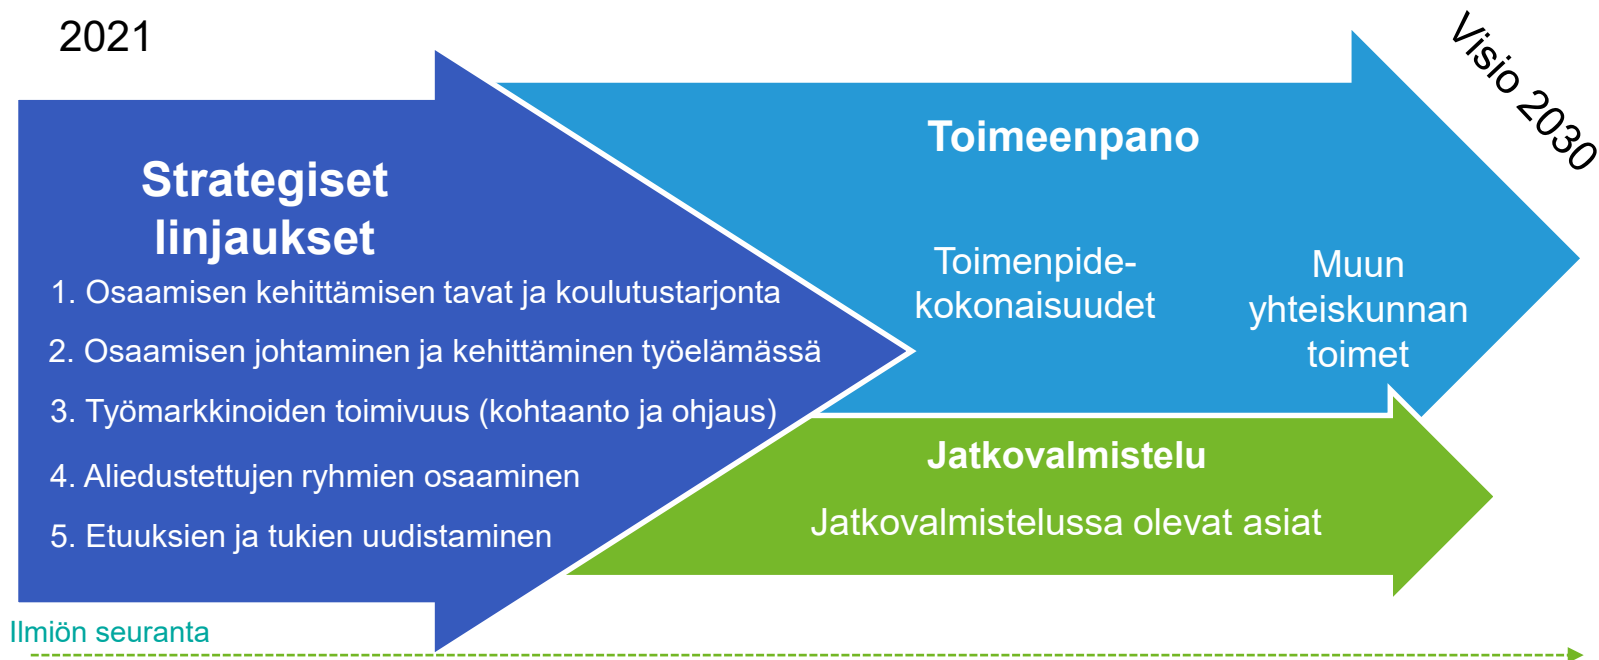 2021
Visio 2030
Strategiset
linjaukset
1. Osaamisen kehittämisen tavat ja koulutustarjonta
2. Osaamisen johtaminen ja kehittäminen työelämässä
3. Työmarkkinoiden toimivuus (kohtaanto ja ohjaus)
4. Aliedustettujen ryhmien osaaminen
5. Etuuksien ja tukien uudistaminen
Toimeenpano
Toimenpide-
kokonaisuudet
Muun
yhteiskunnan
toimet
Jatkovalmistelu
Jatkovalmistelussa olevat asiat
Ilmiön seuranta